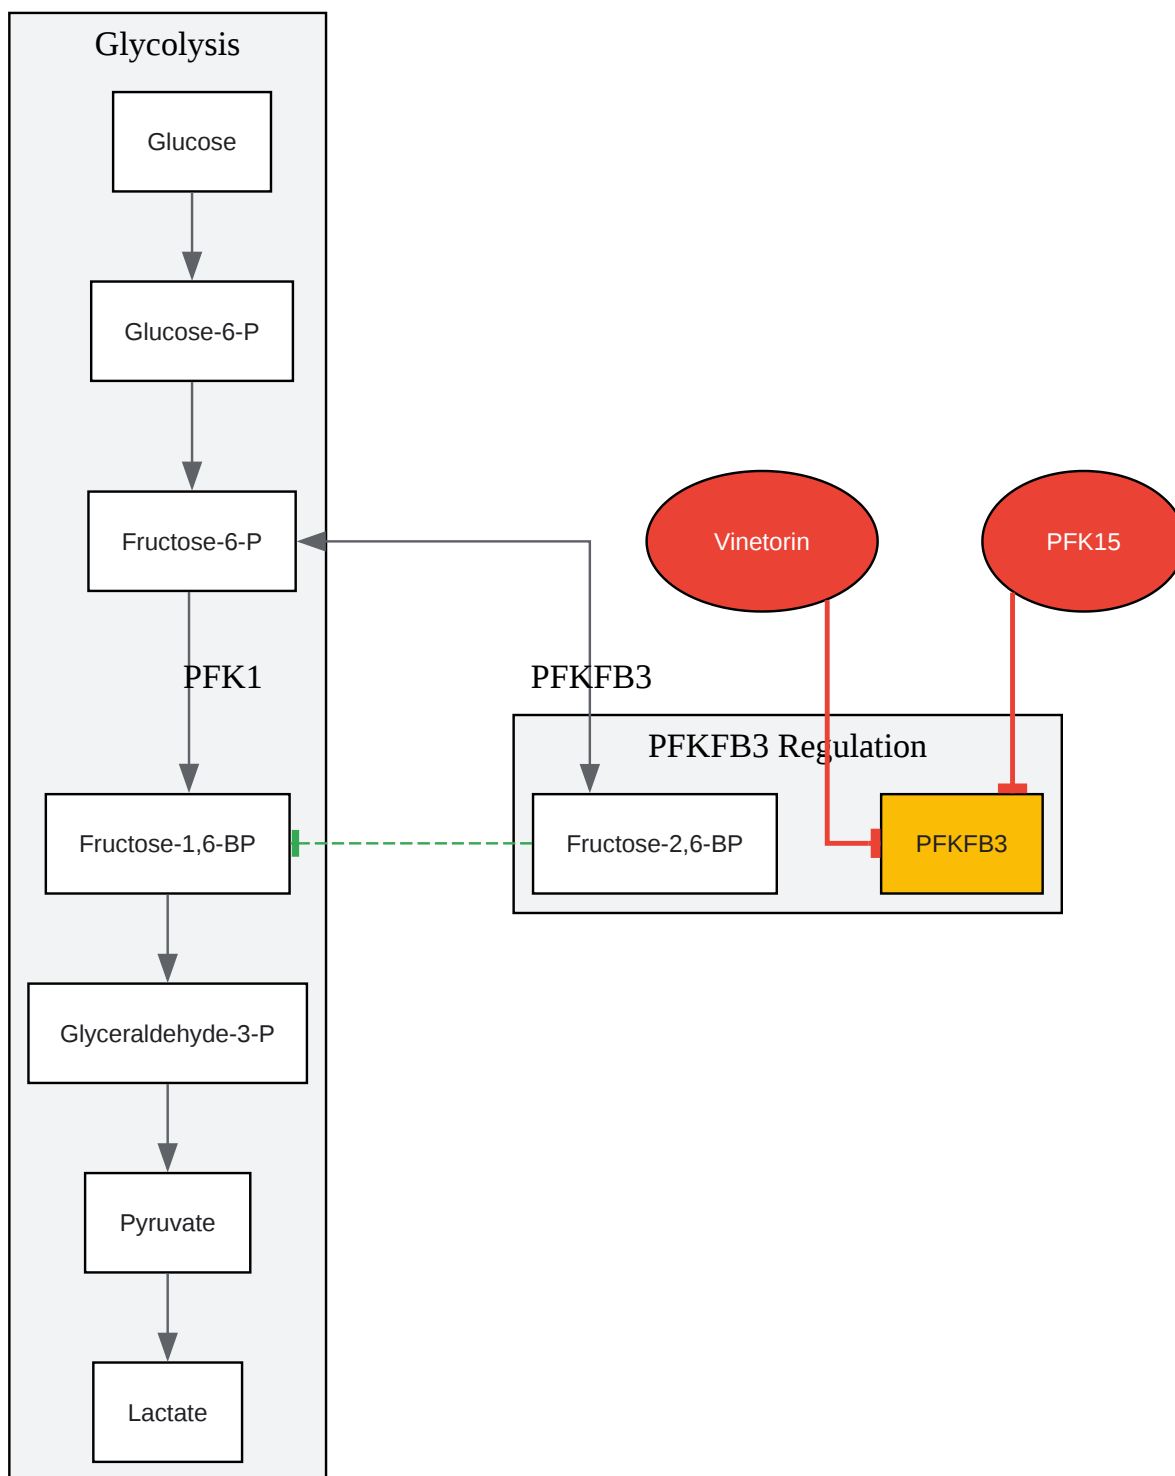 Glycolysis
Glucose
Glucose-6-P
Fructose-6-P
Vinetorin
PFK15
PFK1
PFKFB3
PFKFB3 Regulation
Fructose-1,6-BP
Fructose-2,6-BP
PFKFB3
Glyceraldehyde-3-P
Pyruvate
Lactate